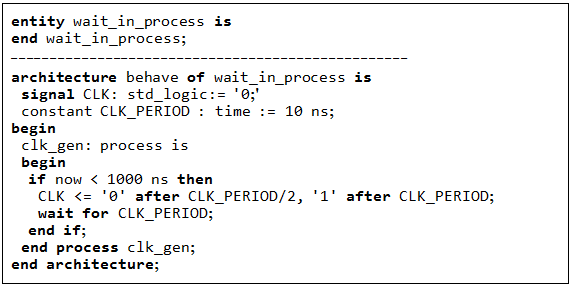 entity wait_in_process is
end wait_in_process;
--------------------------------------------------
architecture behave of wait_in_process is
signal CLK: std_logic:= '0;'
constant CLK_PERIOD : time := 10 ns;
begin
clk_gen: process is
begin
if now < 1000 ns then
CLK <= '0' after CLK_PERIOD/2, '1' after CLK_PERIOD;
wait for CLK_PERIOD;
end if;
end process clk_gen;
end architecture;